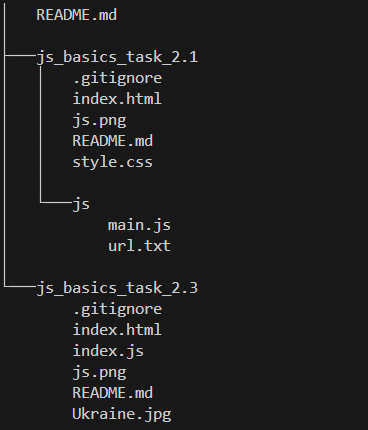 README.md
js_basics_task_2.1
.gitignore
index.html
js.png
README.md
style.css
js
main.js
url.txt
js_basics_task_2.3
.gitignore
index.html
index.js
js.png
README.md
Ukraine.jpg